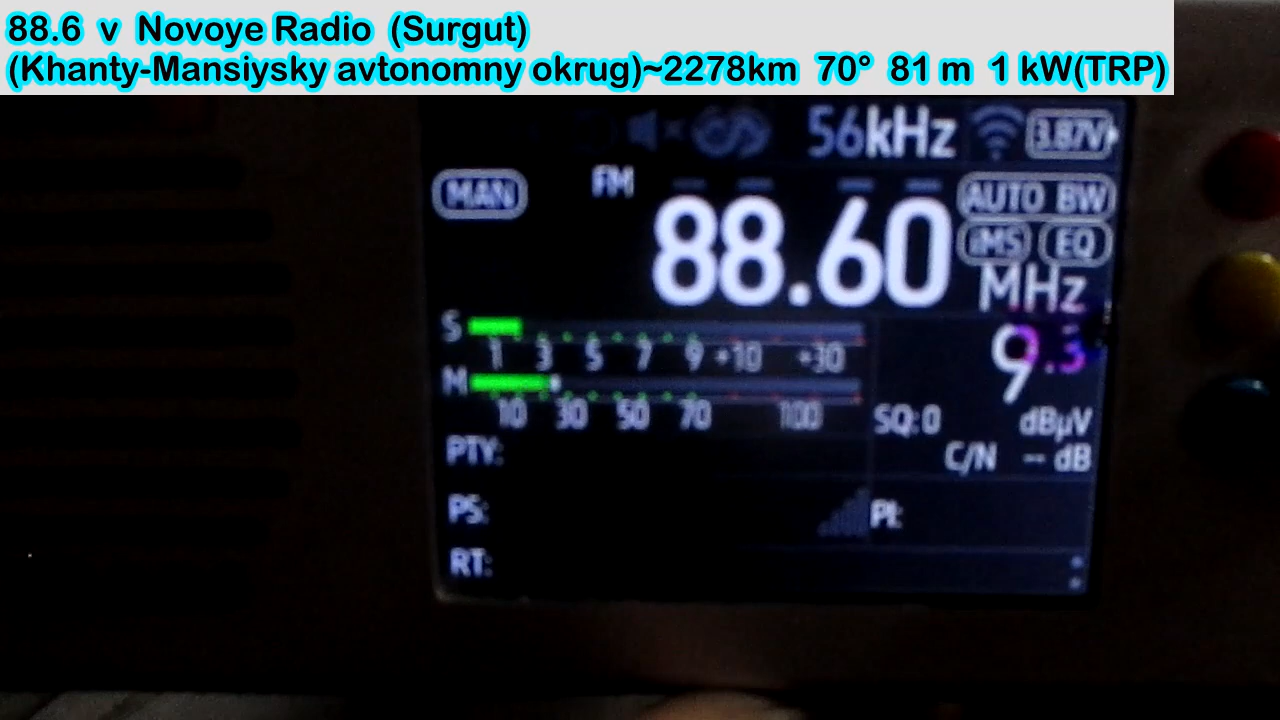 88.6 v Novoye Radio (Surgut)
(Khanty-Mansiysky avtonomny okrug)~2278km 70° 81 m 1 kW(TRP)
56kHz 3.87V
MAN FM AUTO BW
88.60 iMS EQ
MHz
S
1 3 5 7 9 +10 +30
M
10 30 50 70 100
9.3
SQ:0 dBµV
C/N -- dB
PTY:
PS: PI:
RT: